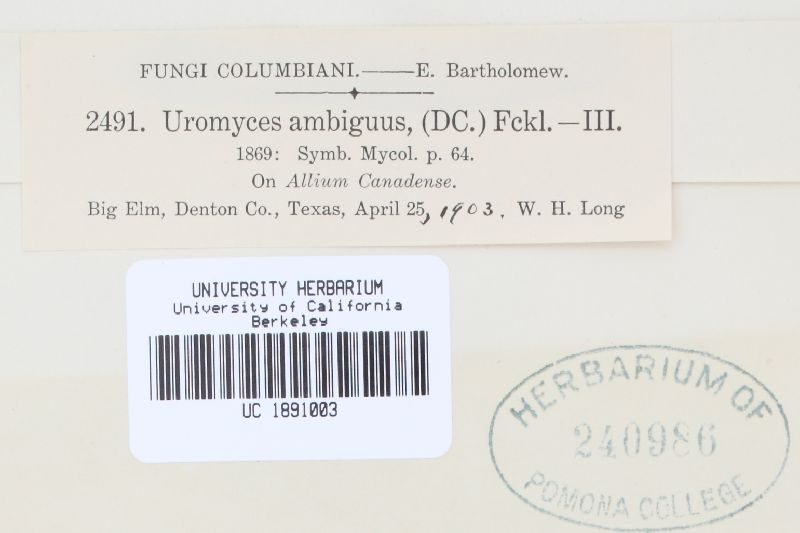 FUNGI COLUMBIANI.——E. Bartholomew.
2491. Uromyces ambiguus, (DC.) Fckl.—III.
1869: Symb. Mycol. p. 64.
On Allium Canadense.
Big Elm, Denton Co., Texas, April 25, 1903, W. H. Long
UNIVERSITY HERBARIUM
University of California
Berkeley
UC 1891003
HERBARIUM OF
240986
POMONA COLLEGE